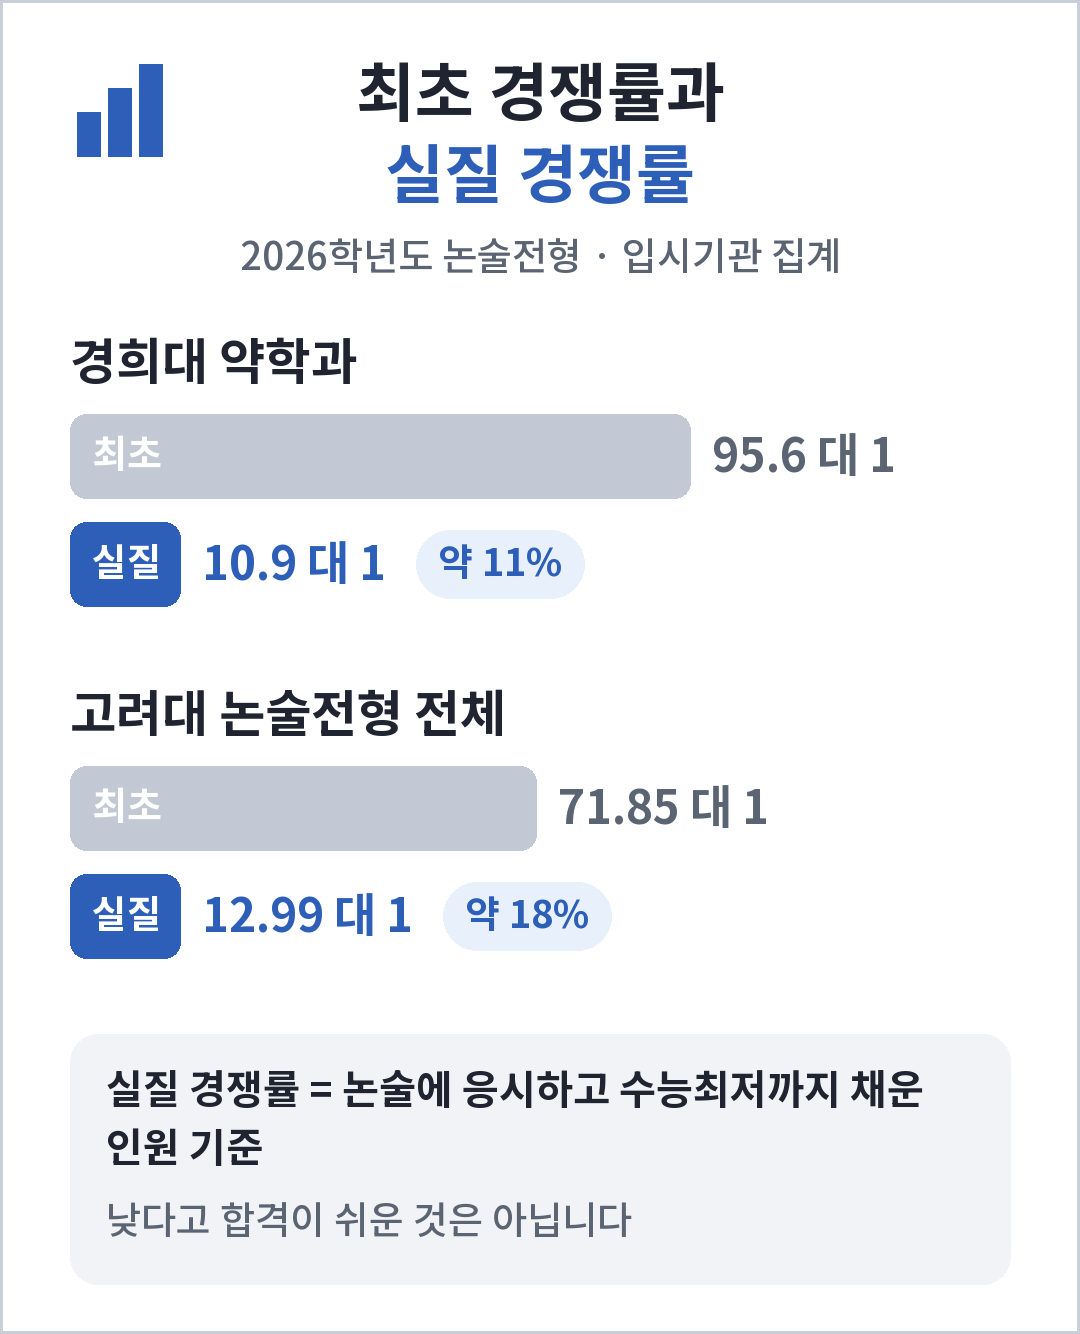 최초 경쟁률과
실질 경쟁률
2026학년도 논술전형 · 입시기관 집계
경희대 약학과
최초 95.6 대 1
실질 10.9 대 1 약 11%
고려대 논술전형 전체
최초 71.85 대 1
실질 12.99 대 1 약 18%
실질 경쟁률 = 논술에 응시하고 수능최저까지 채운
인원 기준
낮다고 합격이 쉬운 것은 아닙니다